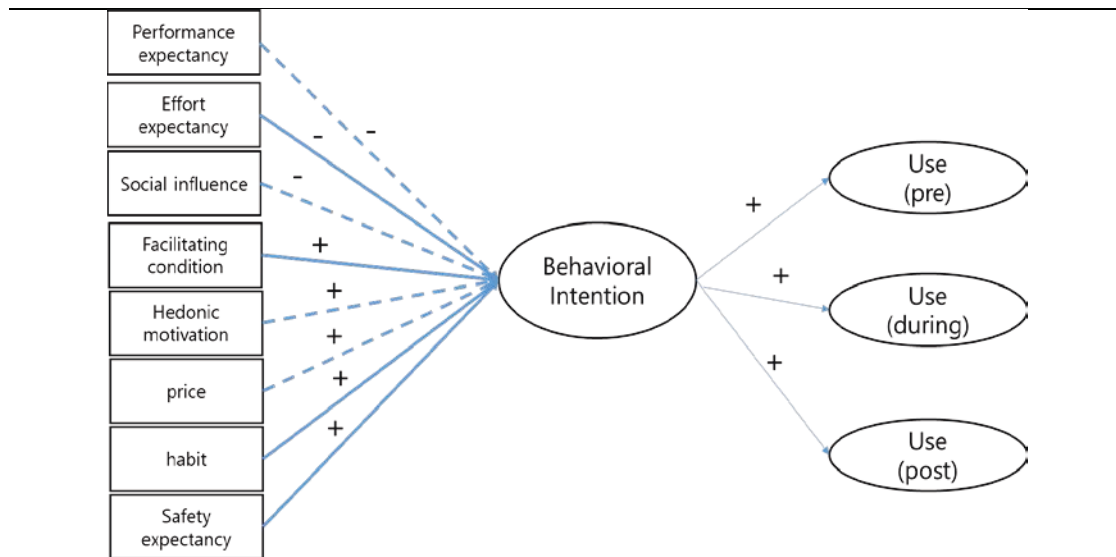 Performance
expectancy
Effort
expectancy
Social influence
Facilitating
condition
Hedonic
motivation
price
habit
Safety
expectancy
-
-
-
+
+
+
+
+
Behavioral
Intention
+
+
+
Use
(pre)
Use
(during)
Use
(post)